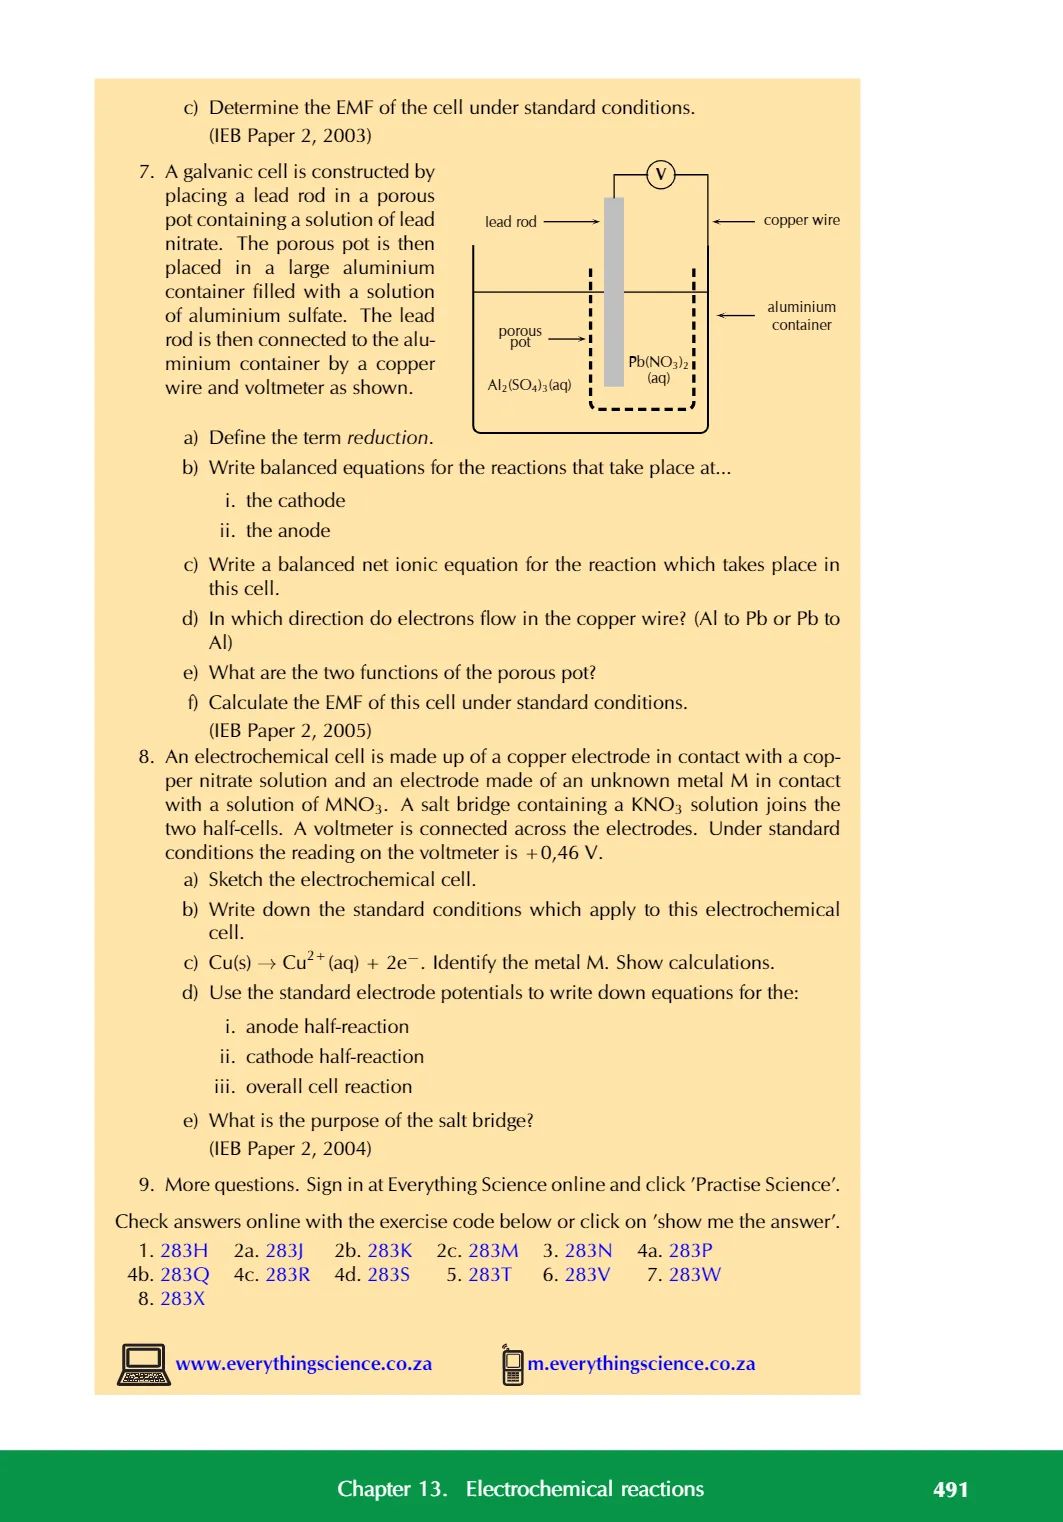 c) Determine the EMF of the cell under standard conditions.
(IEB Paper 2, 2003)
7. A galvanic cell is constructed by
placing a lead rod in a porous
pot containing a solution of lead
nitrate. The porous pot is then
placed in a large aluminium
container filled with a solution
of aluminium sulfate. The lead
rod is then connected to the alu-
minium container by a copper
wire and voltmeter as shown.
V
lead rod
copper wire
aluminium
container
porous
pot
Pb(NO₃)₂
(aq)
Al₂(SO₄)₃(aq)
a) Define the term reduction.
b) Write balanced equations for the reactions that take place at...
i. the cathode
ii. the anode
c) Write a balanced net ionic equation for the reaction which takes place in
this cell.
d) In which direction do electrons flow in the copper wire? (Al to Pb or Pb to
Al)
e) What are the two functions of the porous pot?
f) Calculate the EMF of this cell under standard conditions.
(IEB Paper 2, 2005)
8. An electrochemical cell is made up of a copper electrode in contact with a cop-
per nitrate solution and an electrode made of an unknown metal M in contact
with a solution of MNO₃. A salt bridge containing a KNO₃ solution joins the
two half-cells. A voltmeter is connected across the electrodes. Under standard
conditions the reading on the voltmeter is +0,46 V.
a) Sketch the electrochemical cell.
b) Write down the standard conditions which apply to this electrochemical
cell.
c) Cu(s) → Cu²⁺(aq) + 2e⁻. Identify the metal M. Show calculations.
d) Use the standard electrode potentials to write down equations for the:
i. anode half-reaction
ii. cathode half-reaction
iii. overall cell reaction
e) What is the purpose of the salt bridge?
(IEB Paper 2, 2004)
9. More questions. Sign in at Everything Science online and click 'Practise Science'.
Check answers online with the exercise code below or click on 'show me the answer'.
1. 283H 2a. 283J 2b. 283K 2c. 283M 3. 283N 4a. 283P
4b. 283Q 4c. 283R 4d. 283S 5. 283T 6. 283V 7. 283W
8. 283X
www.everythingscience.co.za m.everythingscience.co.za
Chapter 13. Electrochemical reactions 491